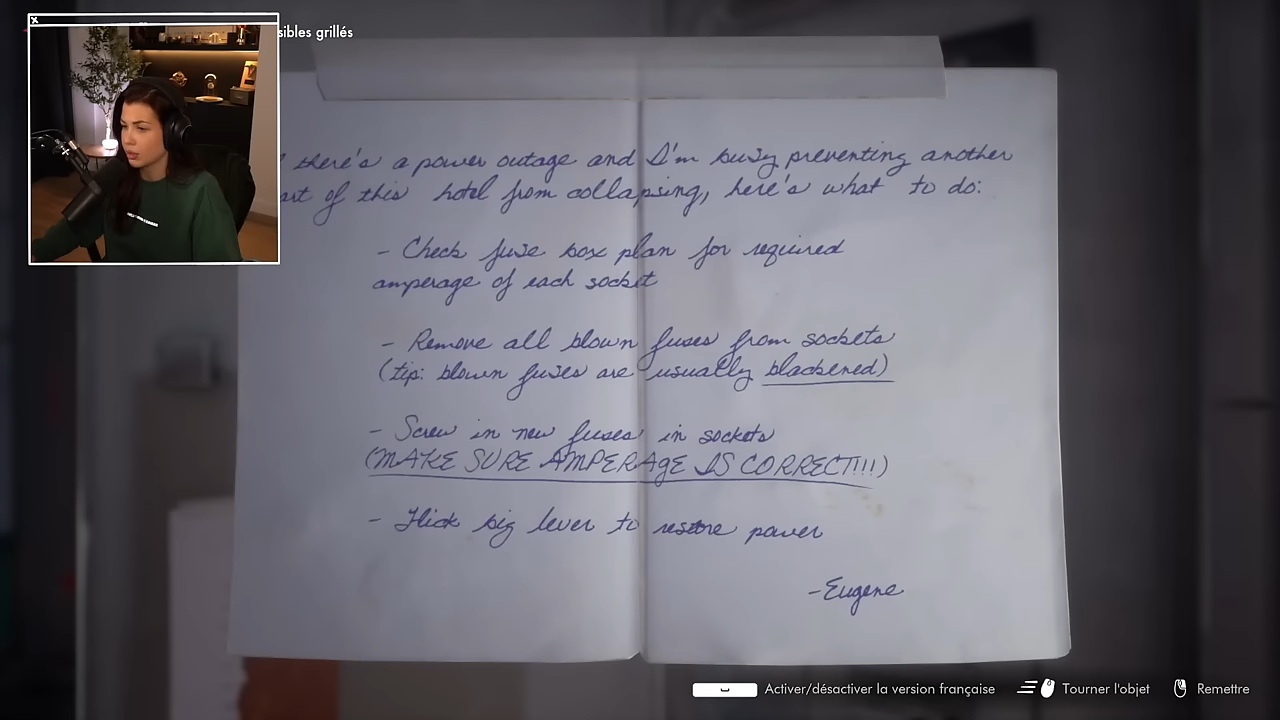 sibles grillés
there's a power outage and I'm busy preventing another
art of this hotel from collapsing, here's what to do:
- Check fuse box plan for required
amperage of each socket
- Remove all blown fuses from sockets
(tip: blown fuses are usually blackened)
- Screw in new fuses in sockets
(MAKE SURE AMPERAgE IS CORRECT!!!)
- Flick big lever to restore power
-Eugene
Activer/désactiver la version française
Tourner l'objet
Remettre